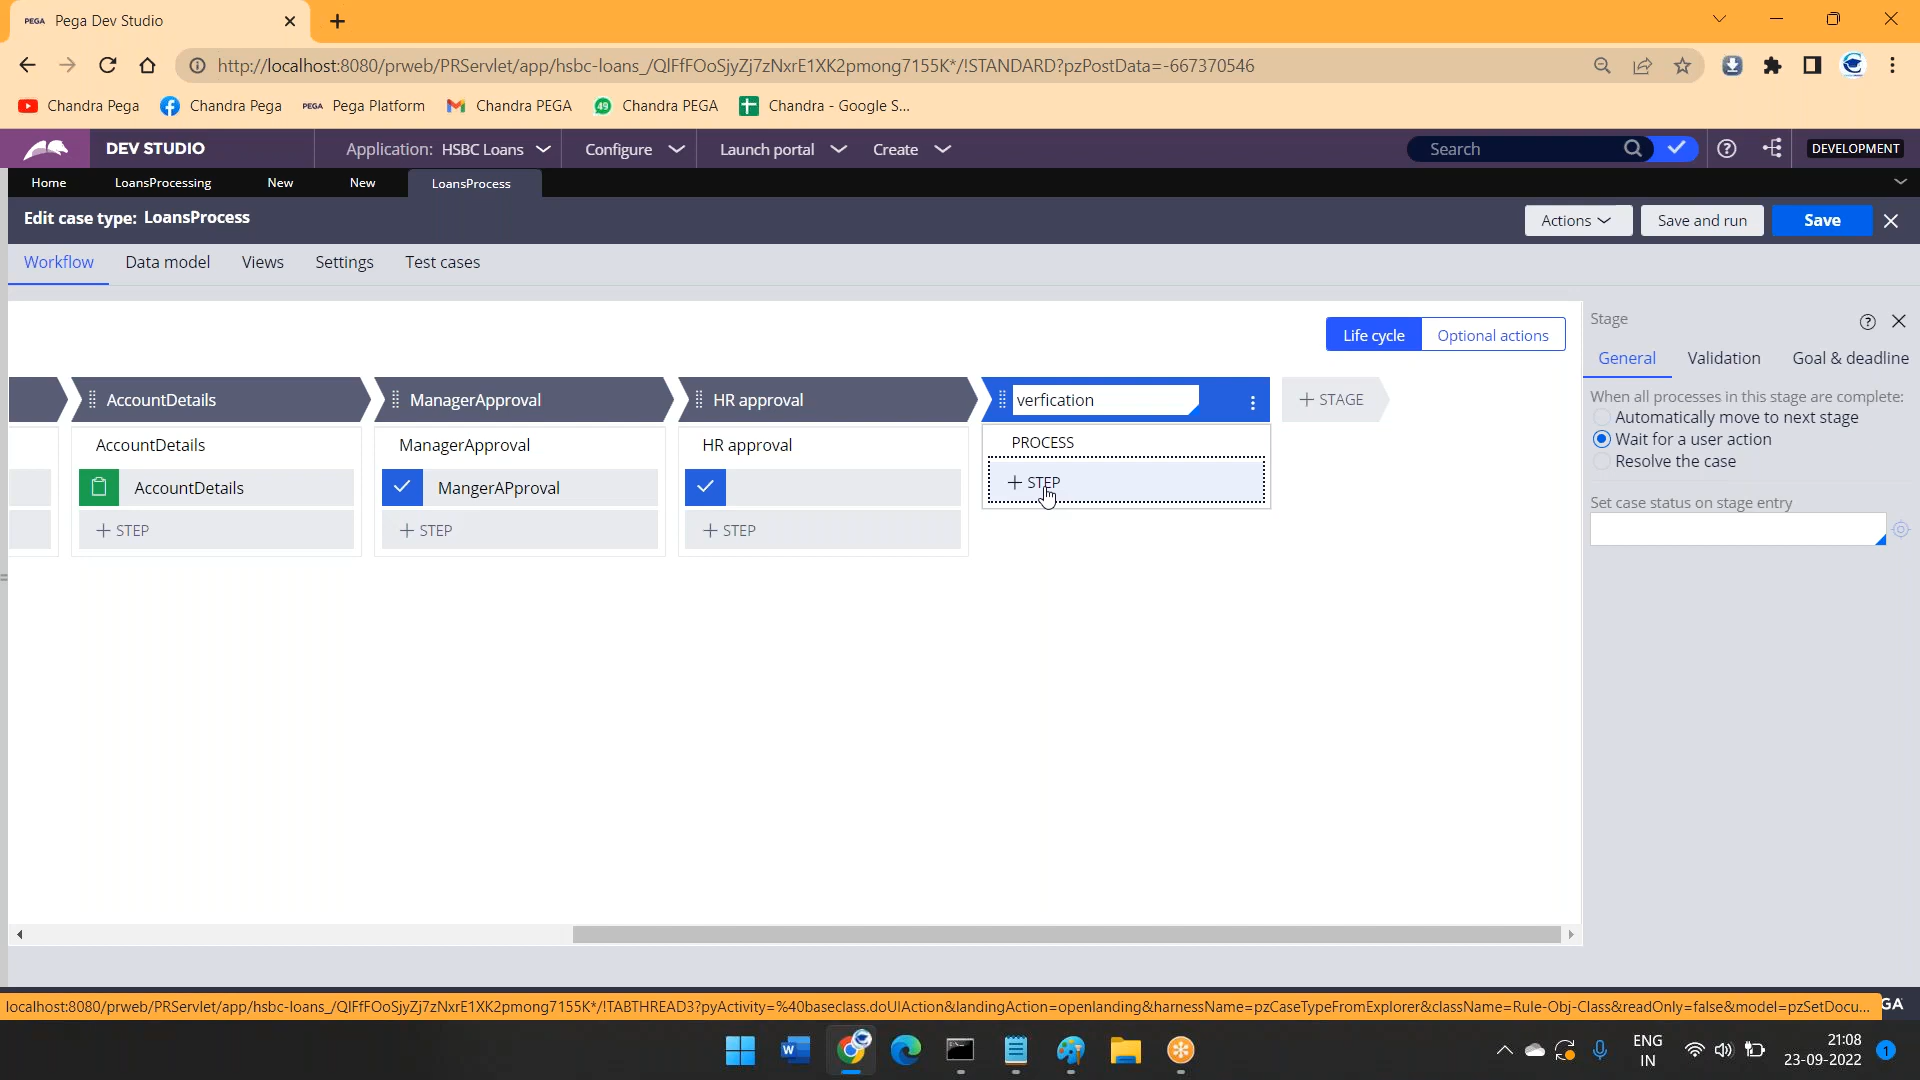 PEGA Pega Dev Studio
http://localhost:8080/prweb/PRServlet/app/hsbc-loans_/QIFfFOoSjyZj7zNxrE1XK2pmong7155K*/!STANDARD?pzPostData=-667370546
Chandra Pega
Chandra Pega
PEGA Pega Platform
Chandra PEGA
49 Chandra PEGA
Chandra - Google S...
DEV STUDIO
Application: HSBC Loans
Configure
Launch portal
Create
Search
DEVELOPMENT
Home
LoansProcessing
New
New
LoansProcess
Edit case type: LoansProcess
Actions
Save and run
Save
Workflow
Data model
Views
Settings
Test cases
Life cycle
Optional actions
AccountDetails
ManagerApproval
HR approval
verfication
+ STAGE
AccountDetails
ManagerApproval
HR approval
PROCESS
AccountDetails
MangerAPproval
+ STEP
+ STEP
+ STEP
+ STEP
Stage
General
Validation
Goal & deadline
When all processes in this stage are complete:
Automatically move to next stage
Wait for a user action
Resolve the case
Set case status on stage entry
localhost:8080/prweb/PRServlet/app/hsbc-loans_/QIFfFOoSjyZj7zNxrE1XK2pmong7155K*/!TABTHREAD3?pyActivity=%40baseclass.doUIAction&landingAction=openlanding&harnessName=pzCaseTypeFromExplorer&className=Rule-Obj-Class&readOnly=false&model=pzSetDocu...
GA
ENG
IN
21:08
23-09-2022
1